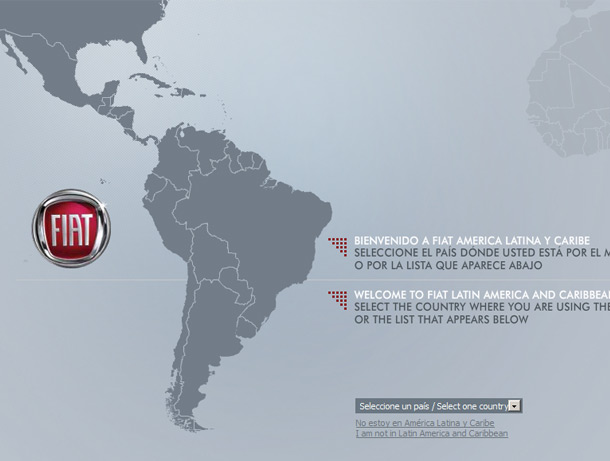 FIAT
BIENVENIDO A FIAT AMERICA LATINA Y CARIBE
SELECCIONE EL PAÍS DÓNDE USTED ESTÁ POR EL M
O POR LA LISTA QUE APARECE ABAJO
WELCOME TO FIAT LATIN AMERICA AND CARIBBEAN
SELECT THE COUNTRY WHERE YOU ARE USING THE
OR THE LIST THAT APPEARS BELOW
Seleccione un país / Select one country
No estoy en América Latina y Caribe
I am not in Latin America and Caribbean